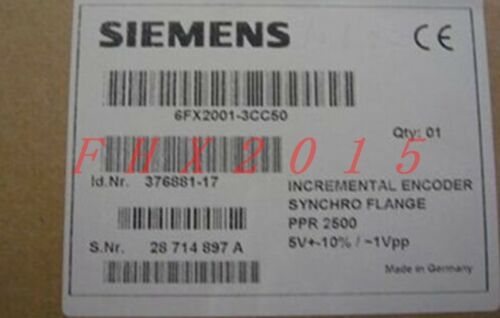 SIEMENS
CE
6FX2001-3CC50
Qty: 01
FHX2015
Id.Nr. 376881-17
INCREMENTAL ENCODER
SYNCHRO FLANGE
PPR 2500
5V+-10% / ~1Vpp
S.Nr. 28 714 897 A
Made in Germany